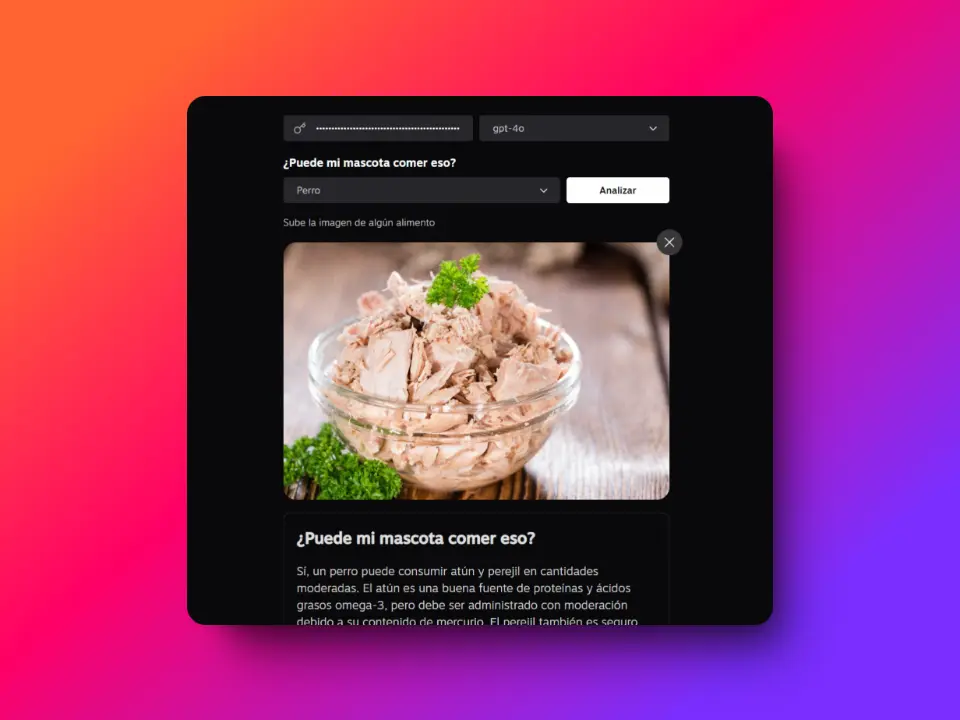 gpt-4o
¿Puede mi mascota comer eso?
Perro
Analizar
Sube la imagen de algún alimento
¿Puede mi mascota comer eso?
Sí, un perro puede consumir atún y perejil en cantidades
moderadas. El atún es una buena fuente de proteínas y ácidos
grasos omega-3, pero debe ser administrado con moderación
debido a su contenido de mercurio. El perejil también es seguro